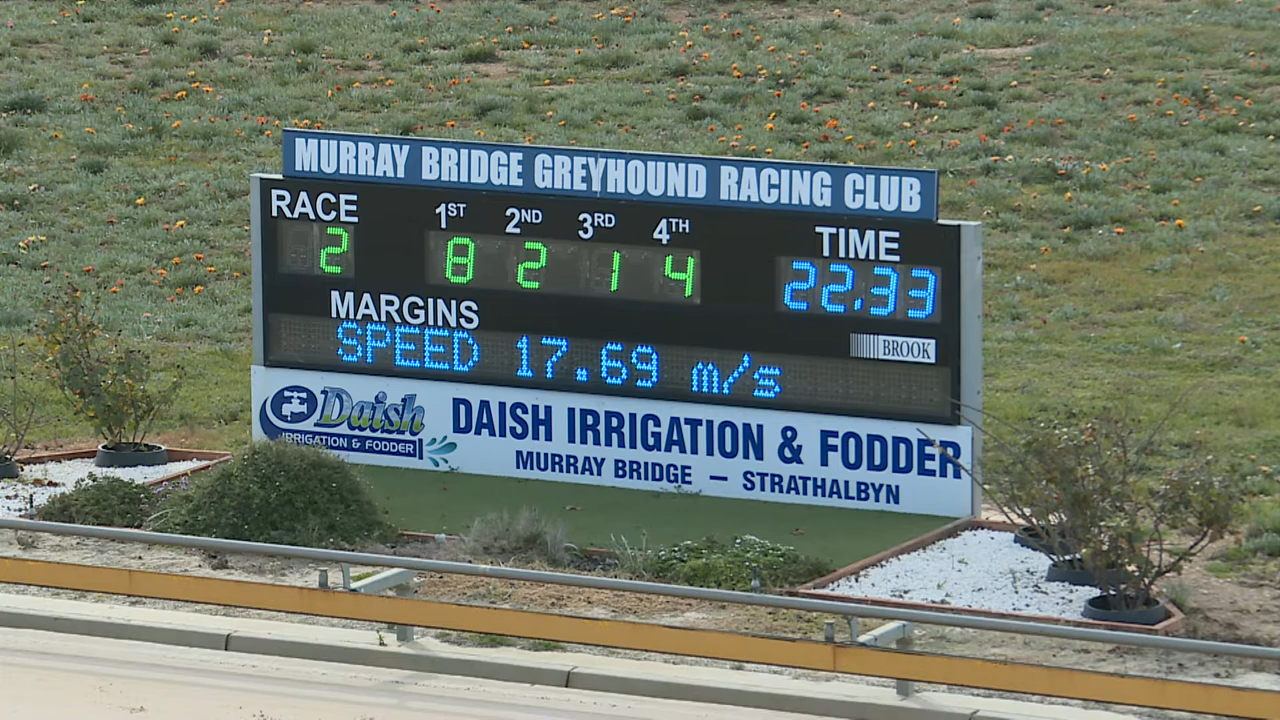 MURRAY BRIDGE GREYHOUND RACING CLUB
RACE 1ST 2ND 3RD 4TH TIME
2 8 2 1 4 22.33
MARGINS
SPEED 17.69 m/s
BROOK
Daish
IRRIGATION & FODDER
DAISH IRRIGATION & FODDER
MURRAY BRIDGE – STRATHALBYN